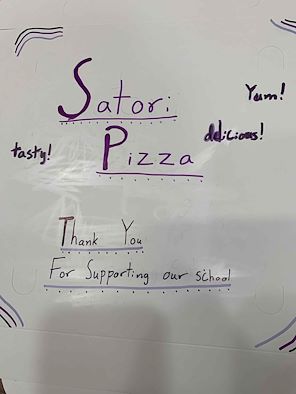 Satori
Yum!
Pizza
delicious!
tasty!
Thank You
For Supporting our school